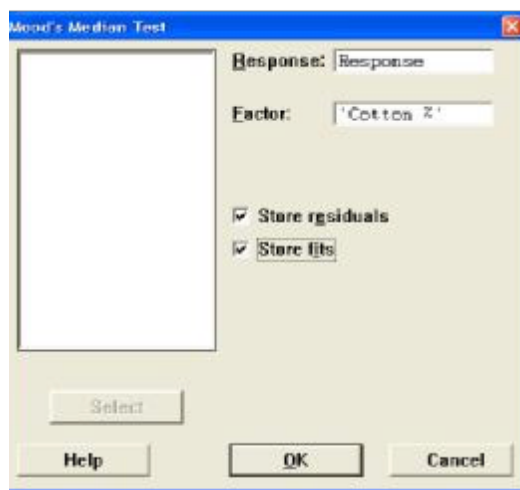 Mood's Median Test
Response: Response
Factor: 'Cotton %'
Store residuals
Store fits
Select
Help OK Cancel